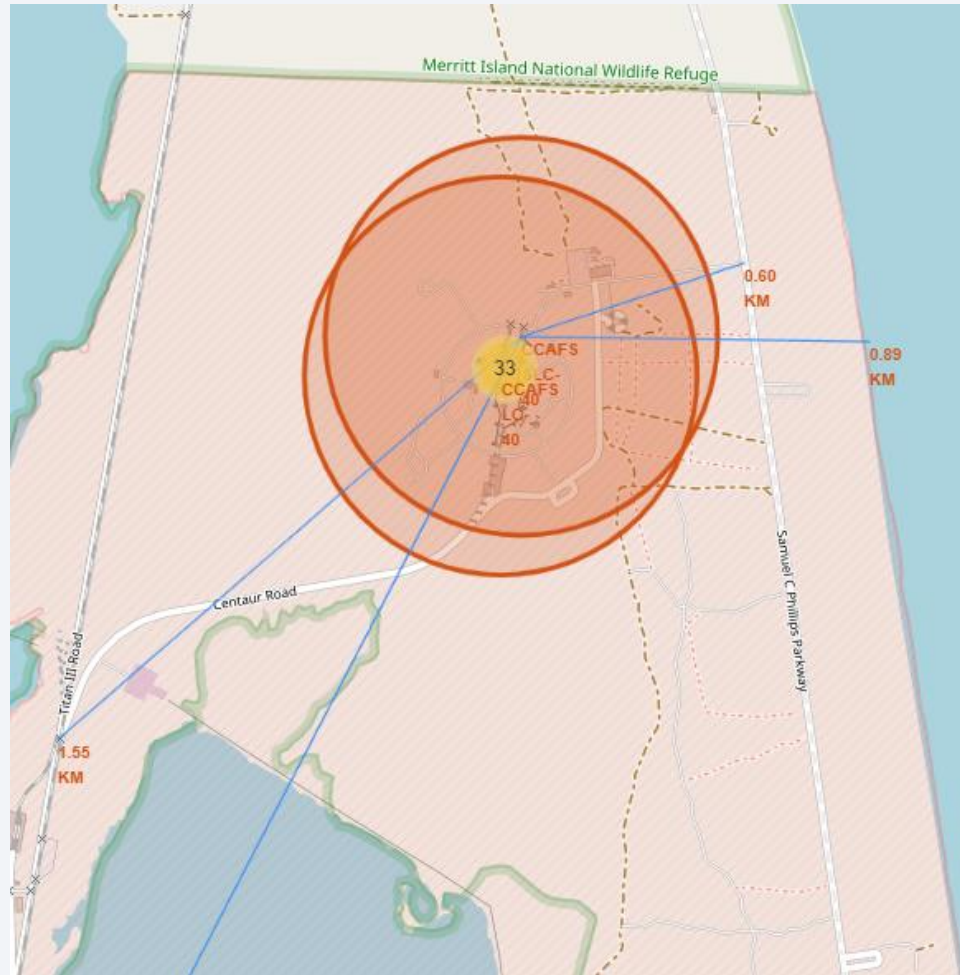 Merritt Island National Wildlife Refuge
0.60
KM
CCAFS
0.89
KM
33
SLC-
CCAFS
40
LC-
40
Samuel C Phillips Parkway
Centaur Road
Titan III Road
1.55
KM